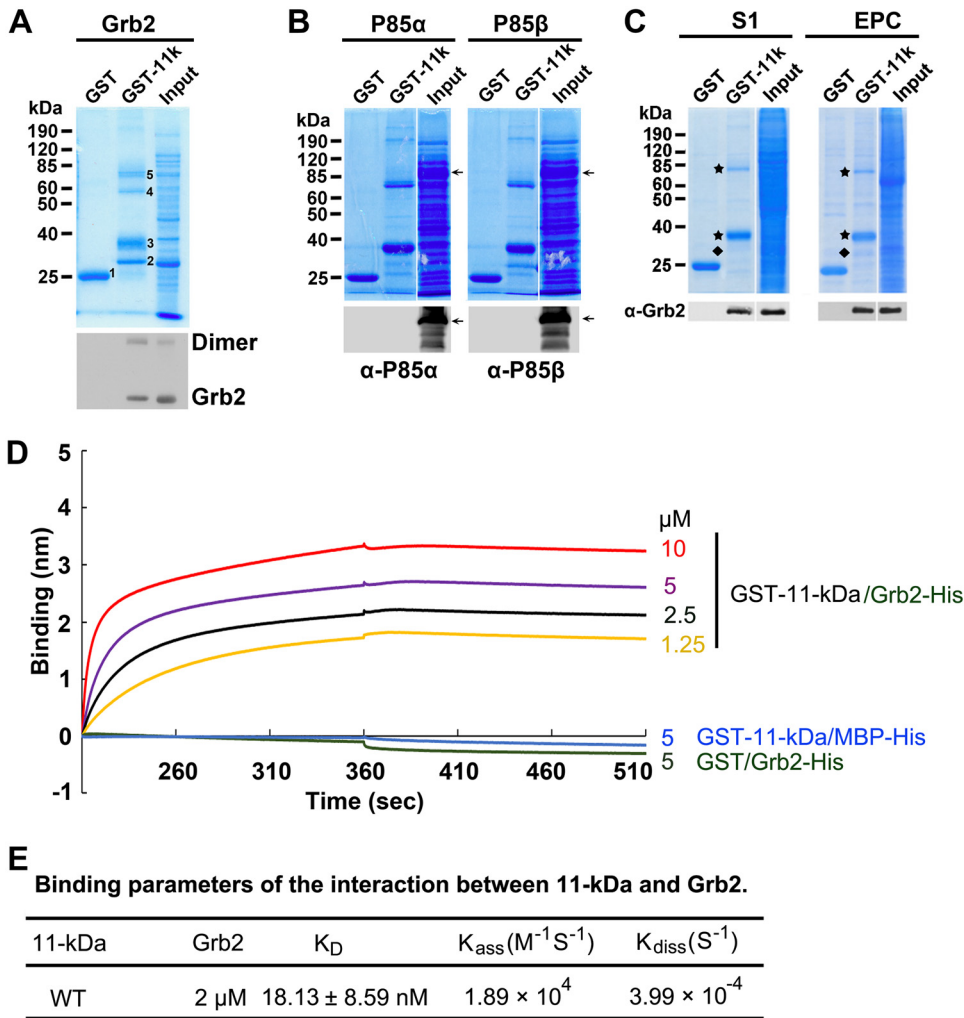 A
Grb2
GST
GST-11k
Input
kDa
190
120
85
60
50
40
25
1
2
3
4
5
Dimer
Grb2
B
P85α
P85β
GST
GST-11k
Input
GST
GST-11k
Input
kDa
190
120
85
60
50
40
25
α-P85α
α-P85β
C
S1
EPC
GST
GST-11k
Input
GST
GST-11k
Input
kDa
190
120
85
60
50
40
25
α-Grb2
D
Binding (nm)
5
4
3
2
1
0
-1
260
310
360
410
460
510
Time (sec)
μM
10
5
2.5
1.25
GST-11-kDa/Grb2-His
5 GST-11-kDa/MBP-His
5 GST/Grb2-His
E
Binding parameters of the interaction between 11-kDa and Grb2.
11-kDa Grb2 K_D K_ass(M⁻¹S⁻¹) K_diss(S⁻¹)
WT 2 μM 18.13 ± 8.59 nM 1.89 × 10⁴ 3.99 × 10⁻⁴